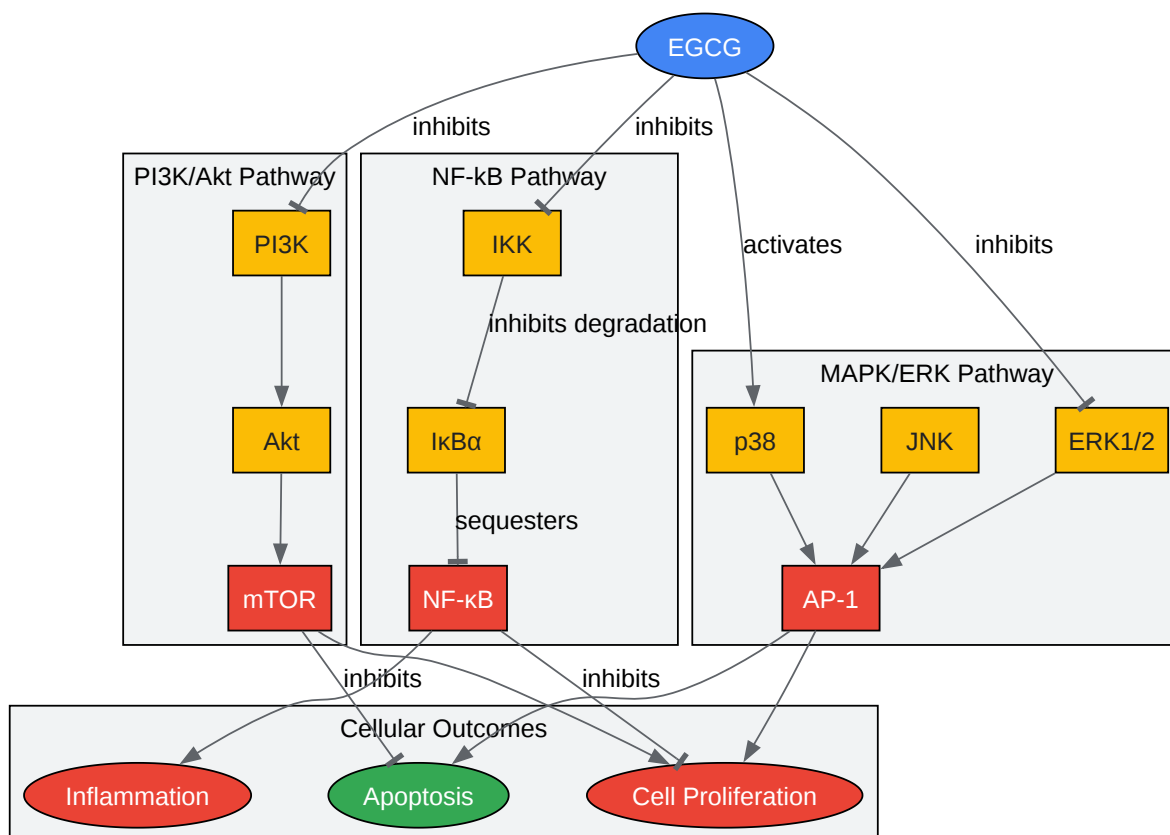 EGCG
inhibits
inhibits
PI3K/Akt Pathway
NF-kB Pathway
PI3K
IKK
activates
inhibits
inhibits degradation
MAPK/ERK Pathway
Akt
IκBα
p38
JNK
ERK1/2
sequesters
mTOR
NF-κB
AP-1
inhibits
inhibits
Cellular Outcomes
Inflammation
Apoptosis
Cell Proliferation